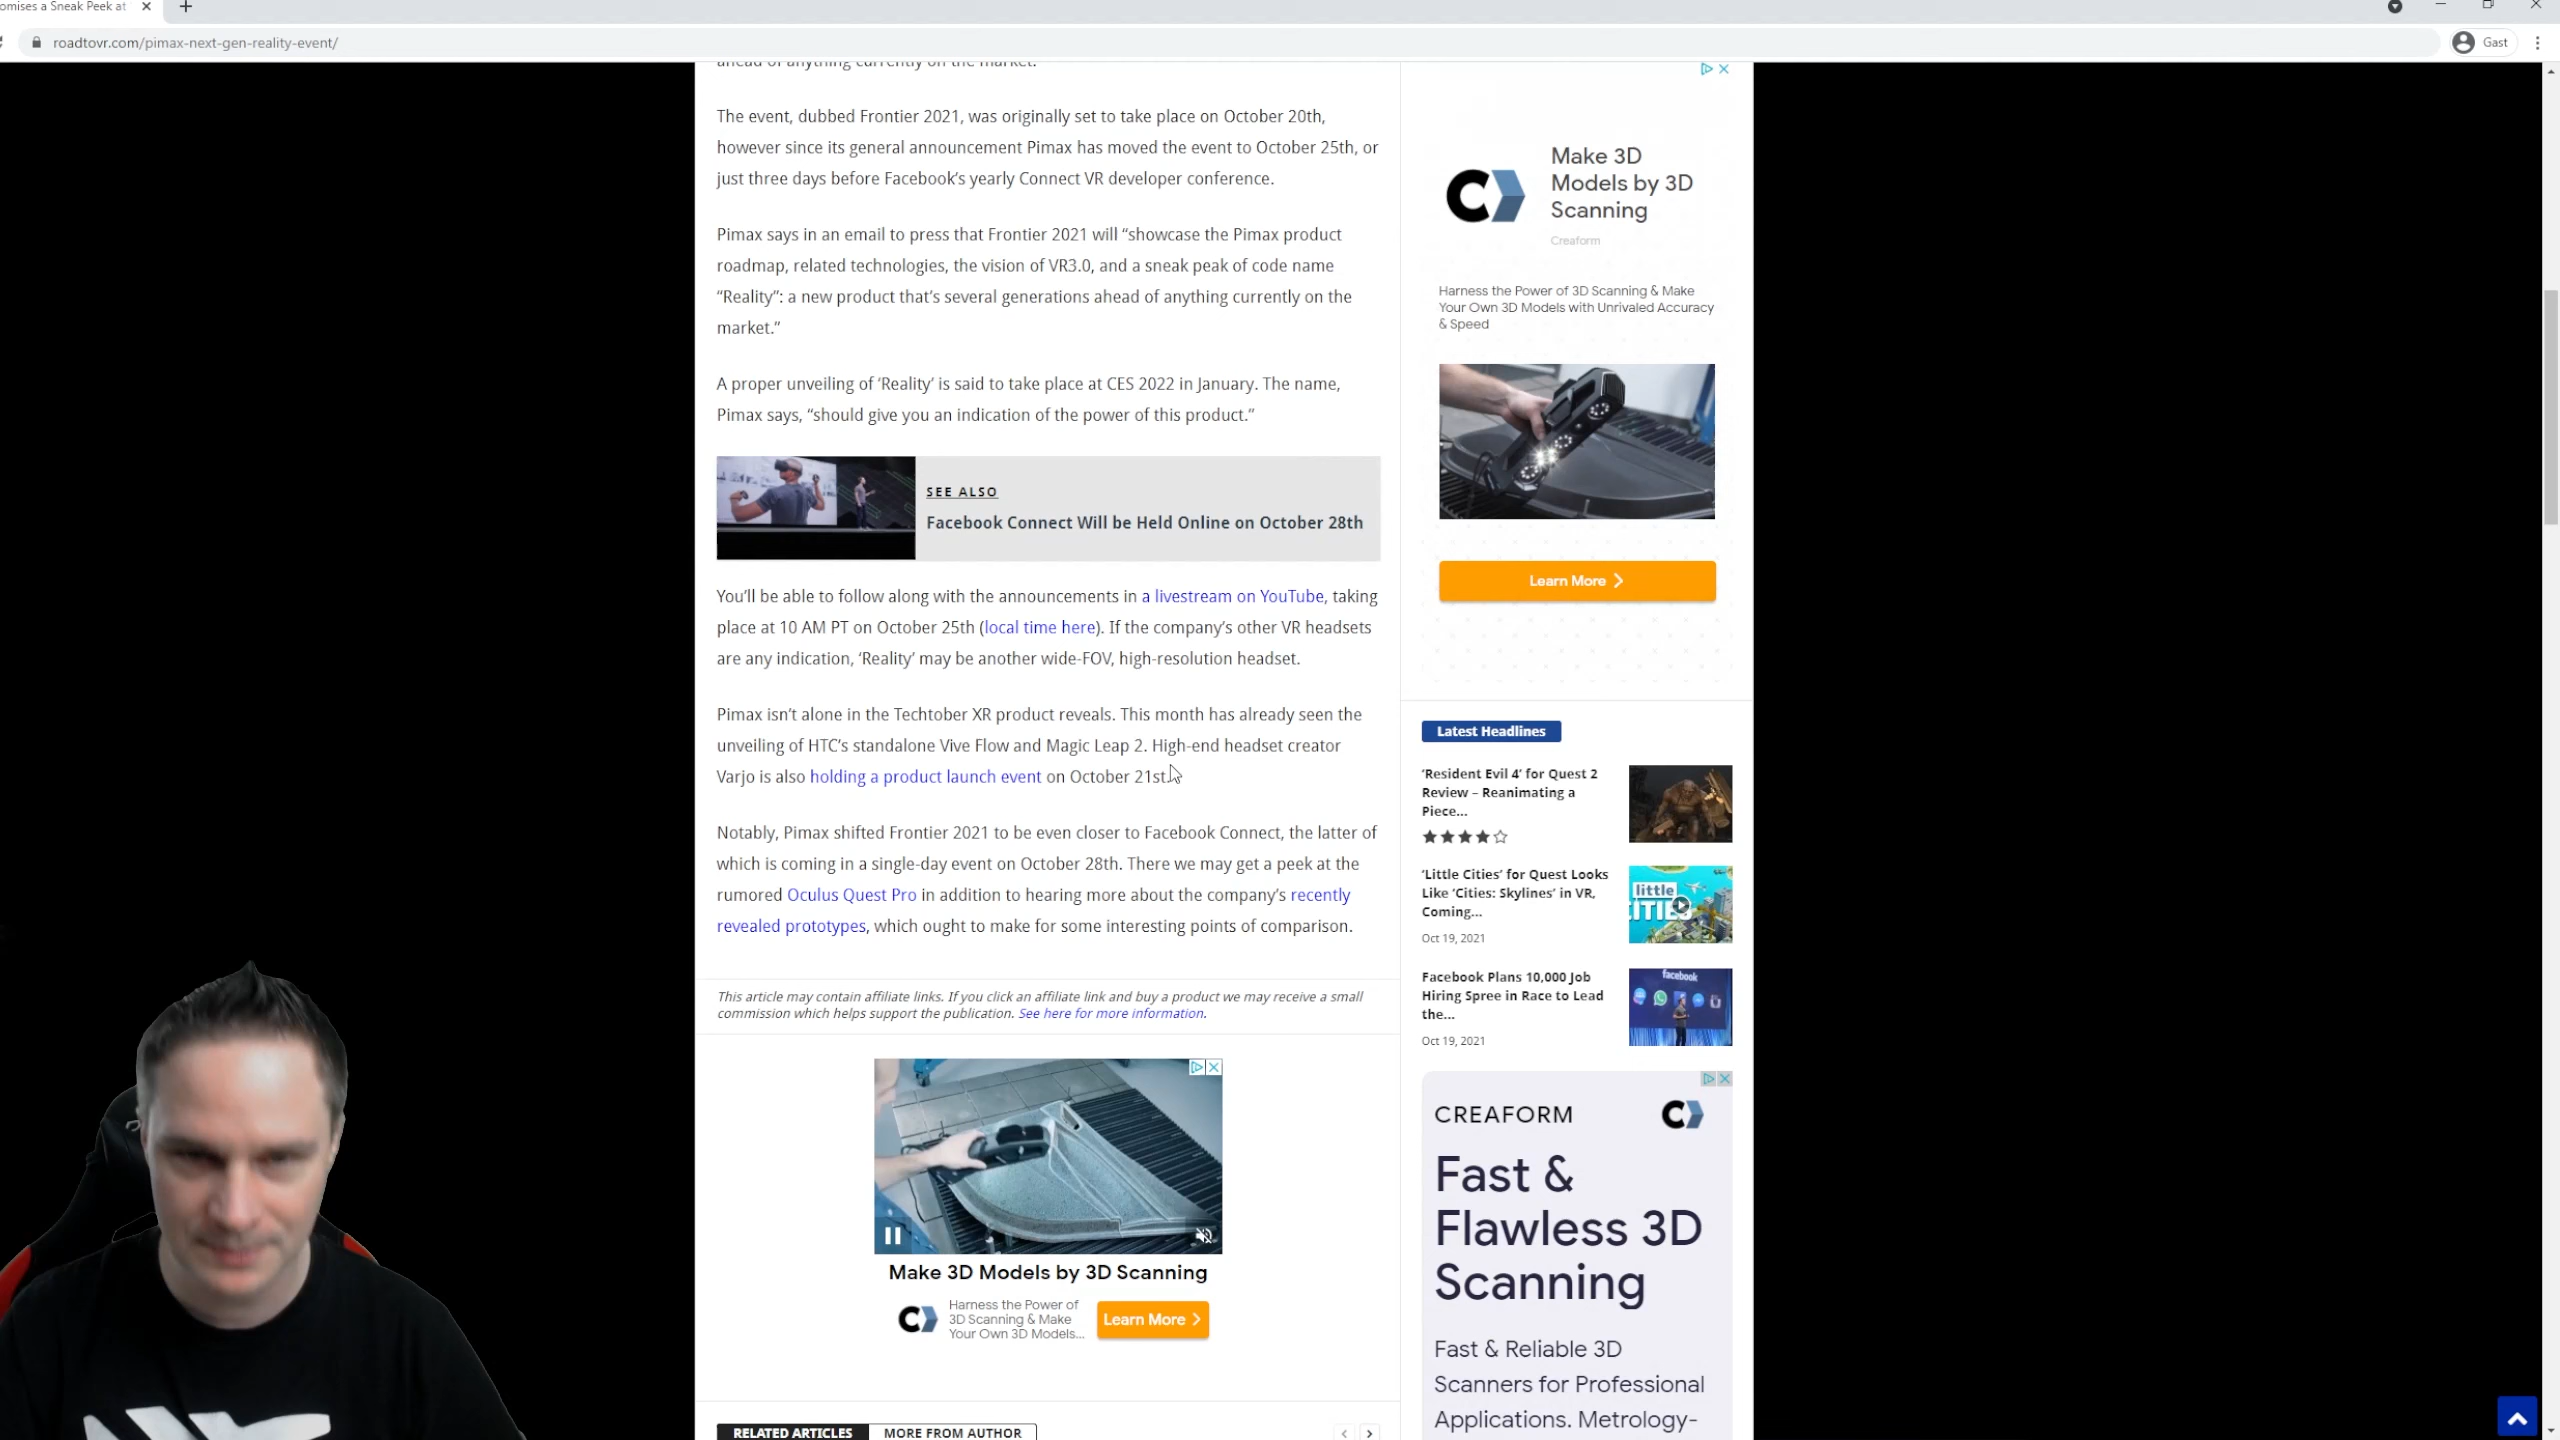 omises a Sneak Peek at
roadtovr.com/pimax-next-gen-reality-event/
Gast
ahead of anything currently on the market.
The event, dubbed Frontier 2021, was originally set to take place on October 20th,
however since its general announcement Pimax has moved the event to October 25th, or
just three days before Facebook’s yearly Connect VR developer conference.
Pimax says in an email to press that Frontier 2021 will “showcase the Pimax product
roadmap, related technologies, the vision of VR3.0, and a sneak peak of code name
“Reality”: a new product that’s several generations ahead of anything currently on the
market.”
A proper unveiling of ‘Reality’ is said to take place at CES 2022 in January. The name,
Pimax says, “should give you an indication of the power of this product.”
SEE ALSO
Facebook Connect Will be Held Online on October 28th
You’ll be able to follow along with the announcements in a livestream on YouTube, taking
place at 10 AM PT on October 25th (local time here). If the company’s other VR headsets
are any indication, ‘Reality’ may be another wide-FOV, high-resolution headset.
Pimax isn’t alone in the Techtober XR product reveals. This month has already seen the
unveiling of HTC’s standalone Vive Flow and Magic Leap 2. High-end headset creator
Varjo is also holding a product launch event on October 21st.
Notably, Pimax shifted Frontier 2021 to be even closer to Facebook Connect, the latter of
which is coming in a single-day event on October 28th. There we may get a peek at the
rumored Oculus Quest Pro in addition to hearing more about the company’s recently
revealed prototypes, which ought to make for some interesting points of comparison.
This article may contain affiliate links. If you click an affiliate link and buy a product we may receive a small
commission which helps support the publication. See here for more information.
Make 3D Models by 3D Scanning
Harness the Power of
3D Scanning & Make
Your Own 3D Models...
Learn More
RELATED ARTICLES
MORE FROM AUTHOR
Make 3D
Models by 3D
Scanning
Creaform
Harness the Power of 3D Scanning & Make
Your Own 3D Models with Unrivaled Accuracy
& Speed
Learn More
Latest Headlines
‘Resident Evil 4’ for Quest 2
Review – Reanimating a
Piece...
‘Little Cities’ for Quest Looks
Like ‘Cities: Skylines’ in VR,
Coming...
Oct 19, 2021
little
CITIES
Facebook Plans 10,000 Job
Hiring Spree in Race to Lead
the...
Oct 19, 2021
facebook
CREAFORM
Fast &
Flawless 3D
Scanning
Fast & Reliable 3D
Scanners for Professional
Applications. Metrology-